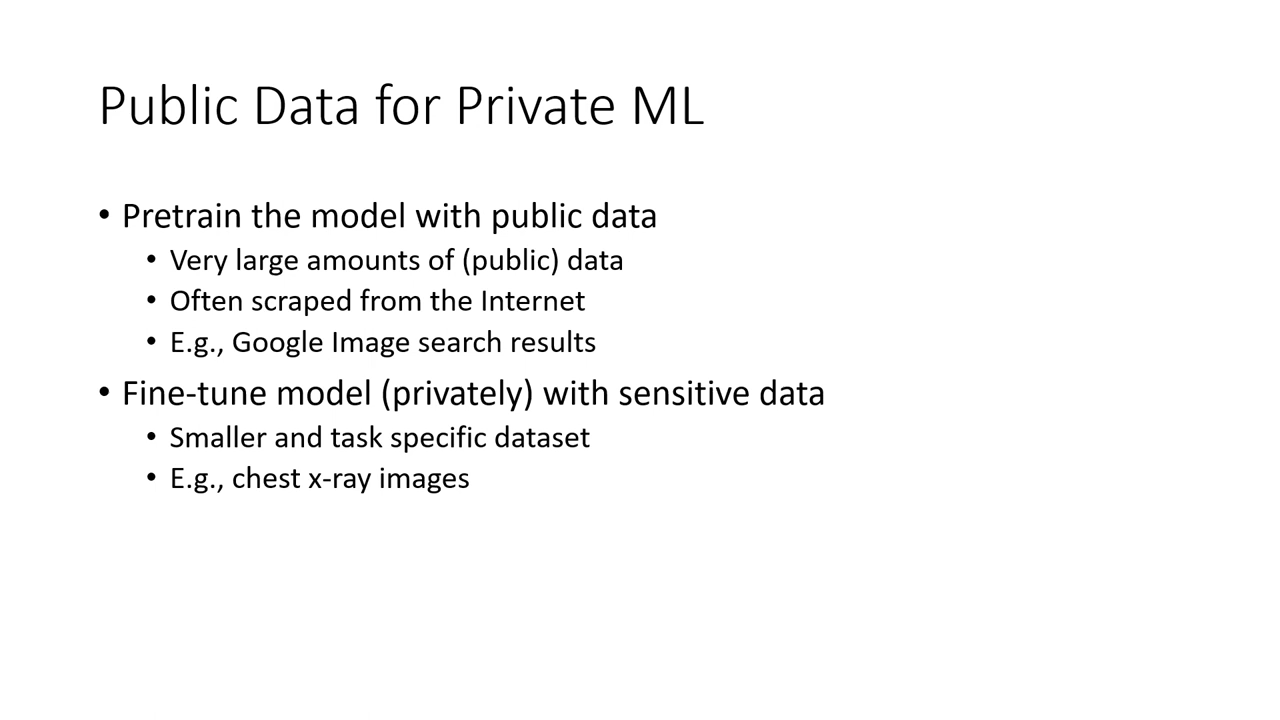 Public Data for Private ML
• Pretrain the model with public data
• Very large amounts of (public) data
• Often scraped from the Internet
• E.g., Google Image search results
• Fine-tune model (privately) with sensitive data
• Smaller and task specific dataset
• E.g., chest x-ray images